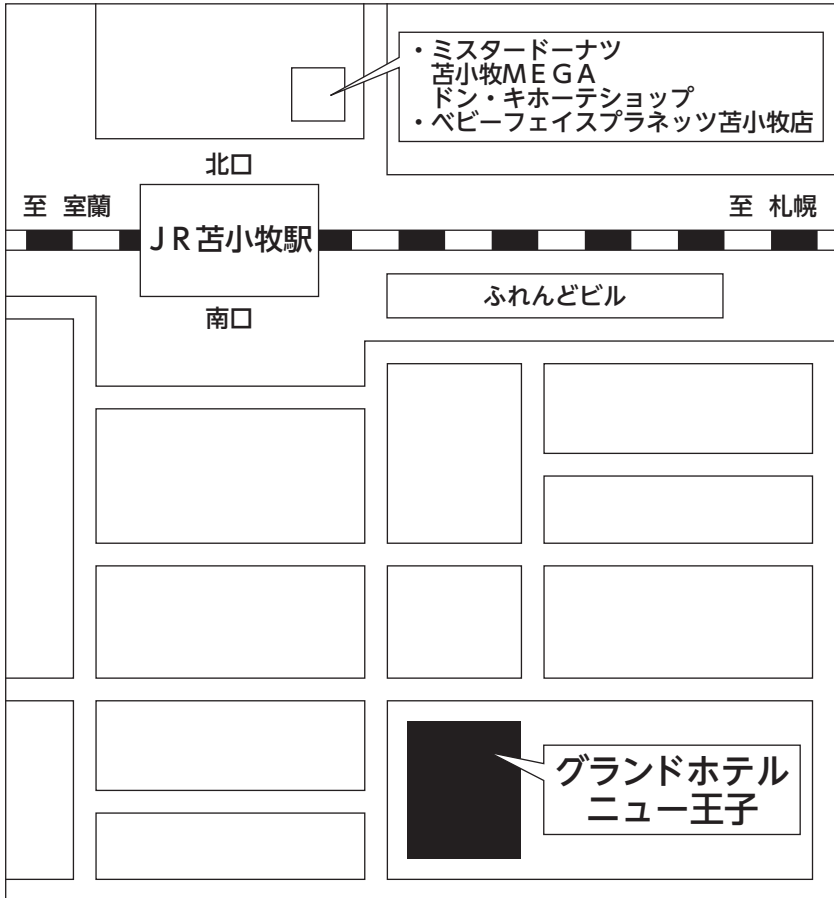 ・ミスタードーナツ
苫小牧ＭＥＧＡ
ドン・キホーテショップ
・ベビーフェイスプラネッツ苫小牧店
北口
至 室蘭
至 札幌
ＪＲ苫小牧駅
ふれんどビル
南口
グランドホテル
ニュー王子